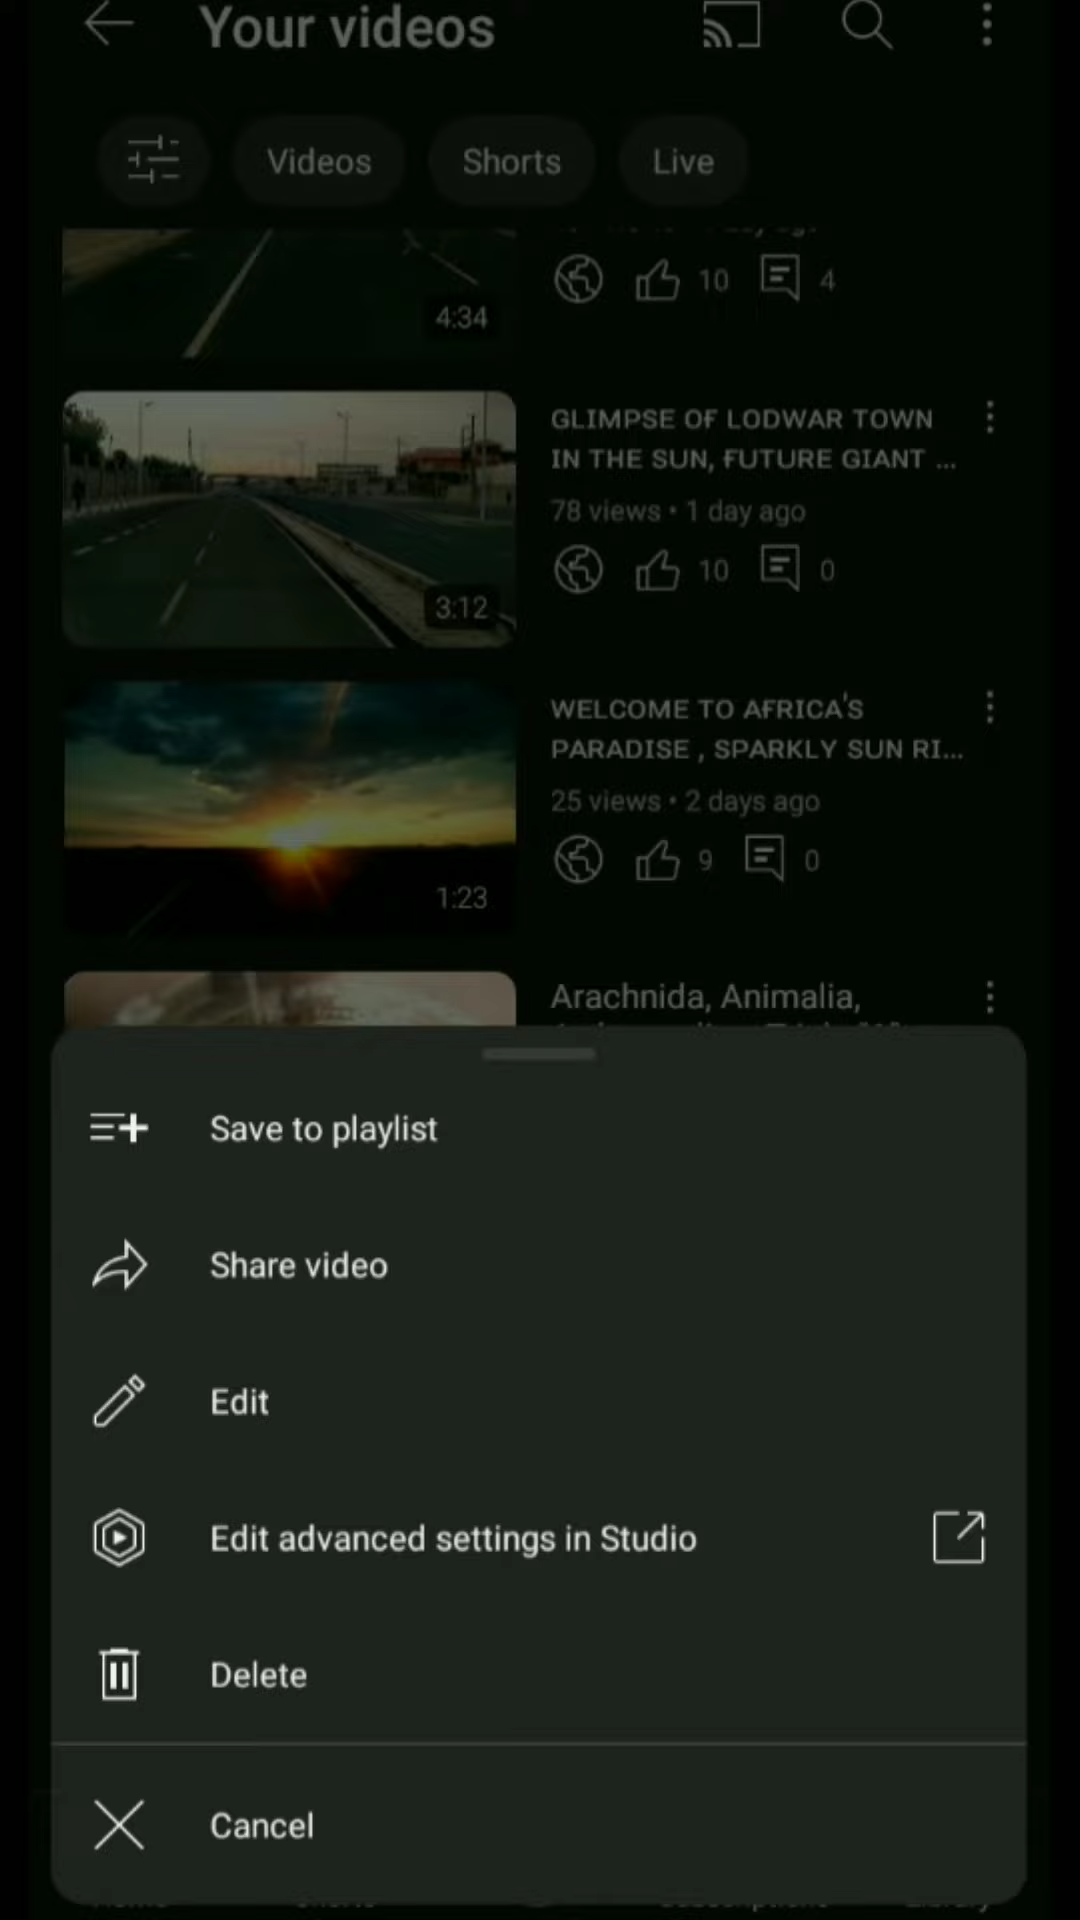 Your videos
Videos
Shorts
Live
4:34
10
4
GLIMPSE OF LODWAR TOWN
IN THE SUN, FUTURE GIANT ...
78 views • 1 day ago
10
0
3:12
WELCOME TO AFRICA'S
PARADISE , SPARKLY SUN RI...
25 views • 2 days ago
9
0
1:23
Arachnida, Animalia,
Save to playlist
Share video
Edit
Edit advanced settings in Studio
Delete
Cancel